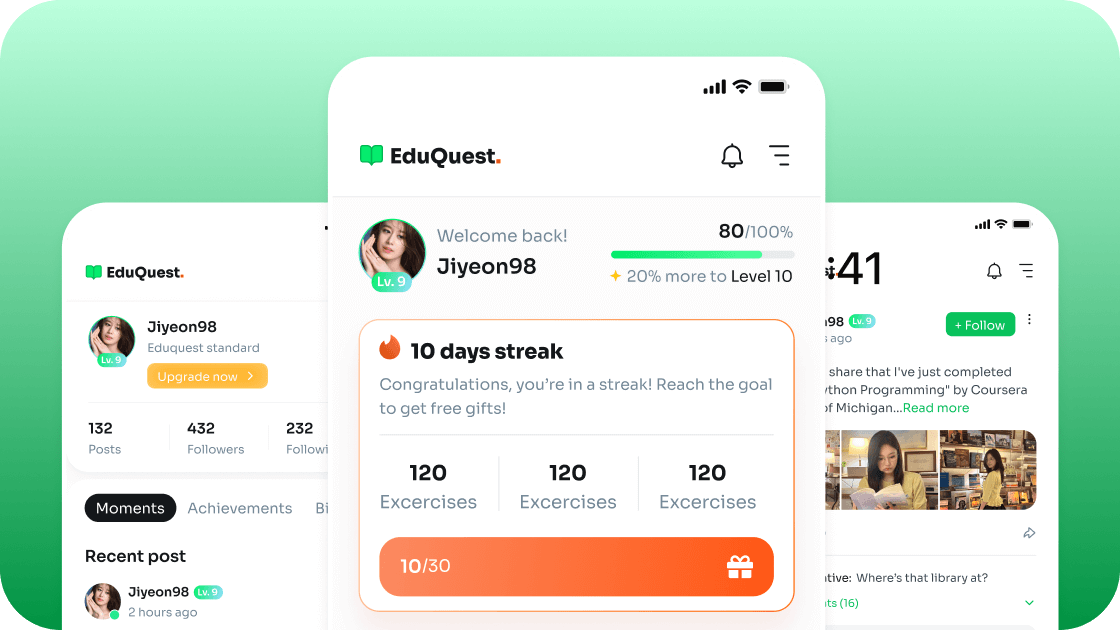 EduQuest.
Welcome back!
Jiyeon98
Lv. 9
80/100%
20% more to Level 10
10 days streak
Congratulations, you're in a streak! Reach the goal
to get free gifts!
120
Excercises
120
Excercises
120
Excercises
10/30
EduQuest.
Jiyeon98
Eduquest standard
Lv. 9
Upgrade now
132
Posts
432
Followers
232
Followi
Moments
Achievements
Bi
Recent post
Jiyeon98 Lv. 9
2 hours ago
:41
98 Lv. 9
s ago
+ Follow
share that I've just completed
ython Programming" by Coursera
of Michigan...Read more
ative: Where's that library at?
ts (16)